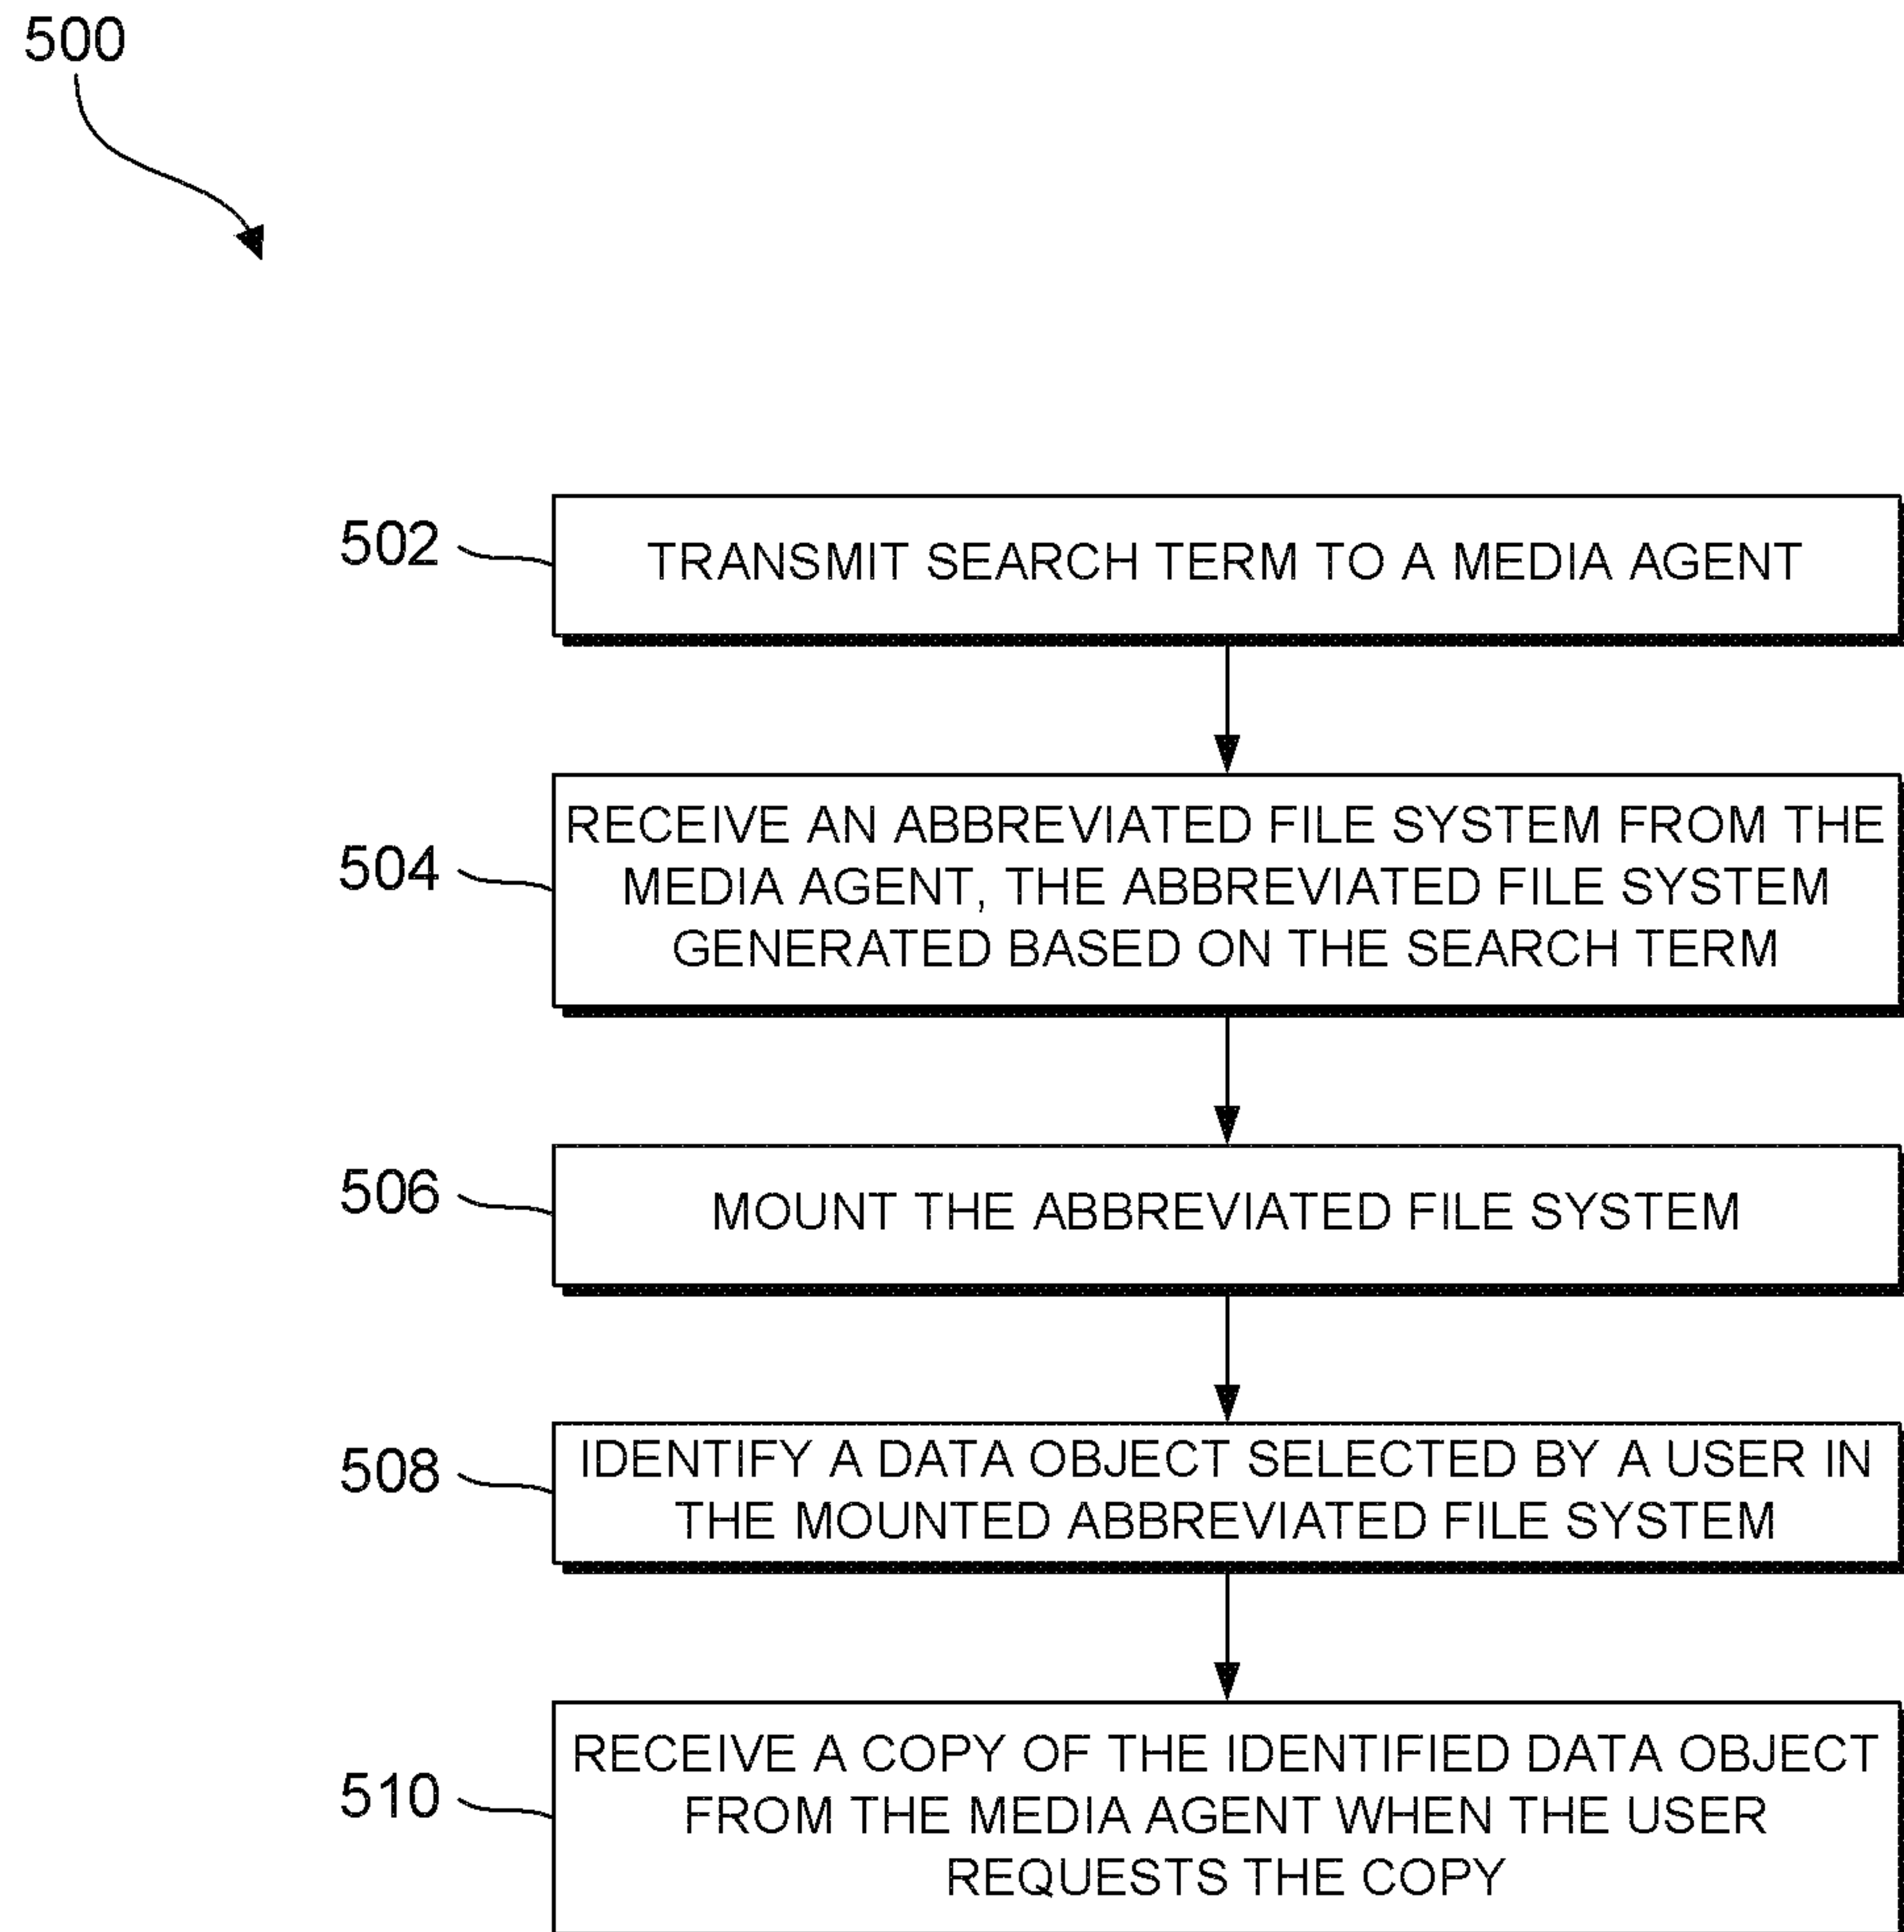 500
502
TRANSMIT SEARCH TERM TO A MEDIA AGENT
504
RECEIVE AN ABBREVIATED FILE SYSTEM FROM THE
MEDIA AGENT, THE ABBREVIATED FILE SYSTEM
GENERATED BASED ON THE SEARCH TERM
506
MOUNT THE ABBREVIATED FILE SYSTEM
508
IDENTIFY A DATA OBJECT SELECTED BY A USER IN
THE MOUNTED ABBREVIATED FILE SYSTEM
510
RECEIVE A COPY OF THE IDENTIFIED DATA OBJECT
FROM THE MEDIA AGENT WHEN THE USER
REQUESTS THE COPY